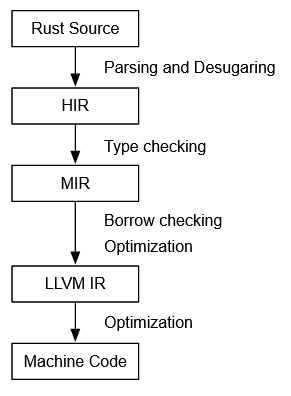 Rust Source
Parsing and Desugaring
HIR
Type checking
MIR
Borrow checking
Optimization
LLVM IR
Optimization
Machine Code